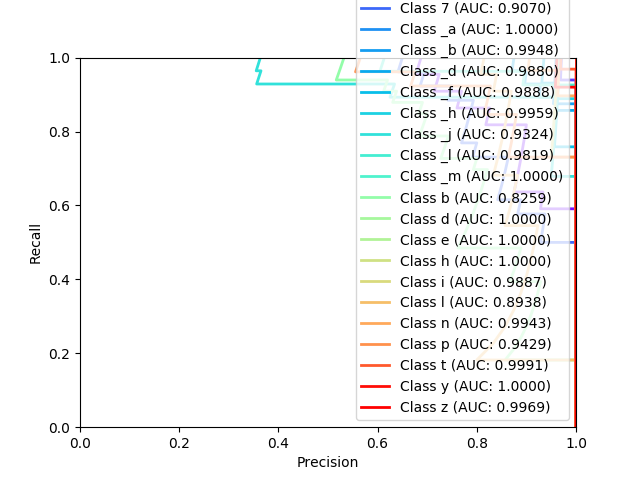 Class 7 (AUC: 0.9070)
Class _a (AUC: 1.0000)
Class _b (AUC: 0.9948)
Class _d (AUC: 0.9880)
Class _f (AUC: 0.9888)
Class _h (AUC: 0.9959)
Class _j (AUC: 0.9324)
Class _l (AUC: 0.9819)
Class _m (AUC: 1.0000)
Class b (AUC: 0.8259)
Class d (AUC: 1.0000)
Class e (AUC: 1.0000)
Class h (AUC: 1.0000)
Class i (AUC: 0.9887)
Class l (AUC: 0.8938)
Class n (AUC: 0.9943)
Class p (AUC: 0.9429)
Class t (AUC: 0.9991)
Class y (AUC: 1.0000)
Class z (AUC: 0.9969)
1.0
0.8
0.6
0.4
0.2
0.0
Recall
0.0 0.2 0.4 0.6 0.8 1.0
Precision